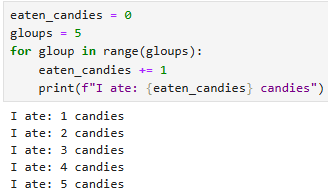 eaten_candies = 0
gloups = 5
for gloup in range(gloups):
    eaten_candies += 1
    print(f"I ate: {eaten_candies} candies")
I ate: 1 candies
I ate: 2 candies
I ate: 3 candies
I ate: 4 candies
I ate: 5 candies